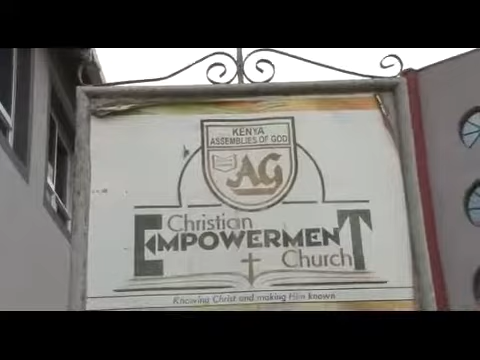 KENYA
ASSEMBLIES OF GOD
AG
Christian
EMPOWERMENT
Church
Knowing Christ and making Him known